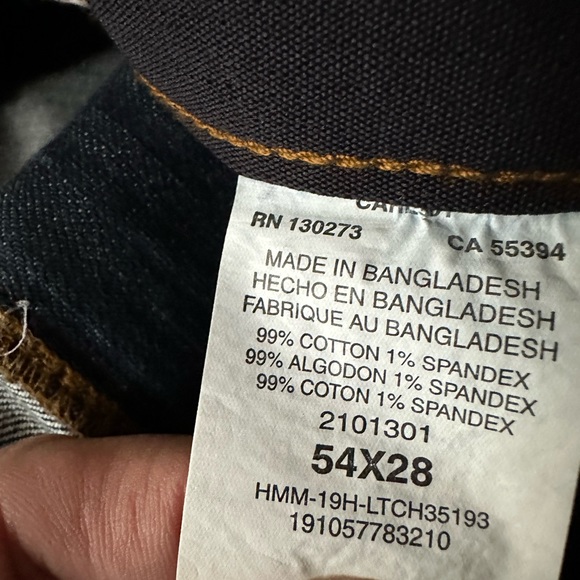 RN 130273
CA 55394
MADE IN BANGLADESH
HECHO EN BANGLADESH
FABRIQUE AU BANGLADESH
99% COTTON 1% SPANDEX
99% ALGODON 1% SPANDEX
99% COTON 1% SPANDEX
2101301
54X28
HMM-19H-LTCH35193
191057783210